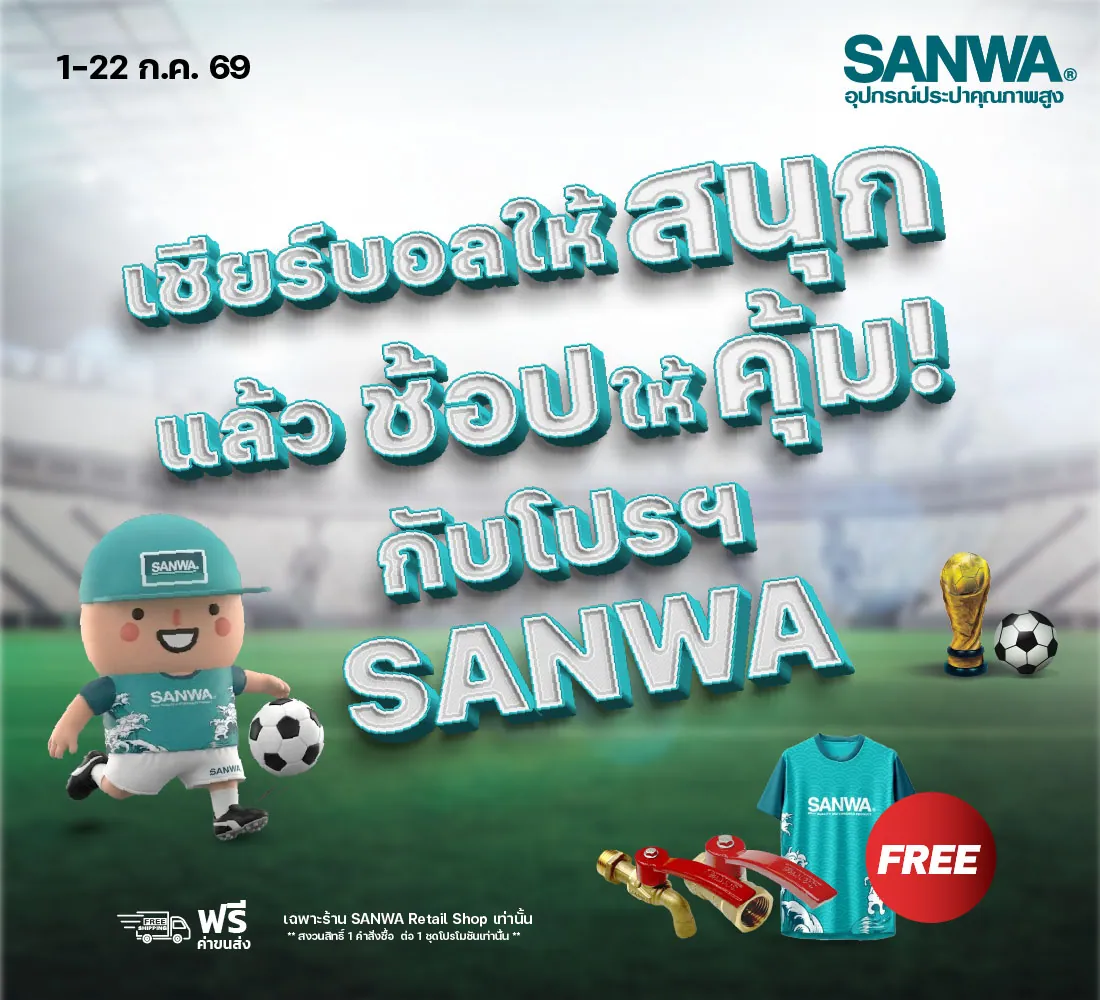 1-22 ก.ค. 69
SANWA®
อุปกรณ์ประปาคุณภาพสูง
เชียร์บอลให้สนุก
แล้ว ช้อปให้คุ้ม!
กับโปรฯ
SANWA
SANWA®
SANWA®
SANWA
SANWA®
FREE
FREE
SHIPPING
ฟรี
ค่าขนส่ง
เฉพาะร้าน SANWA Retail Shop เท่านั้น
** สงวนสิทธิ์ 1 คำสั่งซื้อ ต่อ 1 ชุดโปรโมชันเท่านั้น **